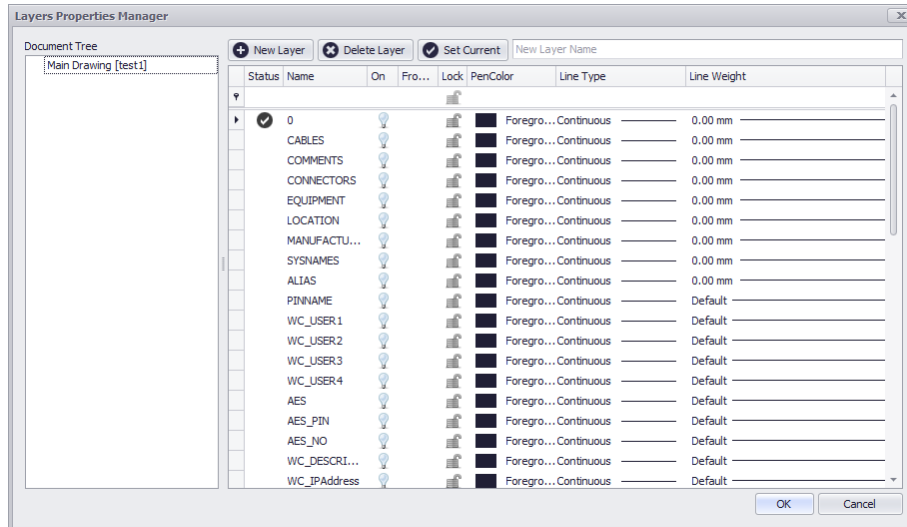 Layers Properties Manager
Document Tree
Main Drawing [test1]
New Layer Delete Layer Set Current New Layer Name
Status Name On Fro... Lock PenColor Line Type Line Weight
0 Foregro... Continuous 0.00 mm
CABLES Foregro... Continuous 0.00 mm
COMMENTS Foregro... Continuous 0.00 mm
CONNECTORS Foregro... Continuous 0.00 mm
EQUIPMENT Foregro... Continuous 0.00 mm
LOCATION Foregro... Continuous 0.00 mm
MANUFACTU... Foregro... Continuous 0.00 mm
SYSNAMES Foregro... Continuous 0.00 mm
ALIAS Foregro... Continuous 0.00 mm
PINNAME Foregro... Continuous Default
WC_USER1 Foregro... Continuous Default
WC_USER2 Foregro... Continuous Default
WC_USER3 Foregro... Continuous Default
WC_USER4 Foregro... Continuous Default
AES Foregro... Continuous Default
AES_PIN Foregro... Continuous Default
AES_NO Foregro... Continuous Default
WC_DESCRI... Foregro... Continuous Default
WC_IPAddress Foregro... Continuous Default
OK Cancel